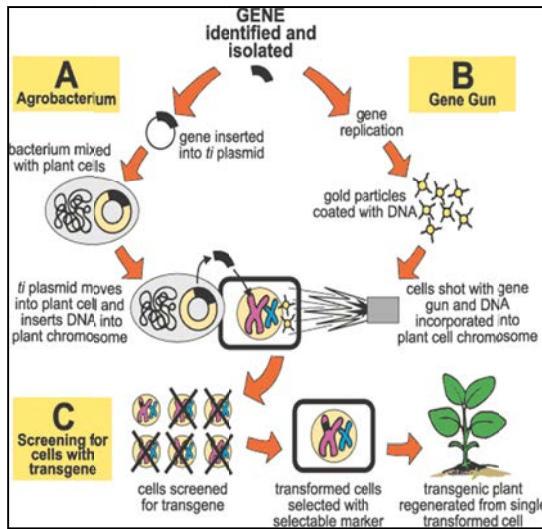 GENE
identified and
isolated
A
Agrobacterium
B
Gene Gun
gene inserted
into ti plasmid
gene
replication
bacterium mixed
with plant cells
gold particles
coated with DNA
ti plasmid moves
into plant cell and
inserts DNA into
plant chromosome
cells shot with gene
gun and DNA
incorporated into
plant cell chromosome
C
Screening for
cells with
transgene
cells screened
for transgene
transformed cells
selected with
selectable marker
transgenic plant
regenerated from single
transformed cell